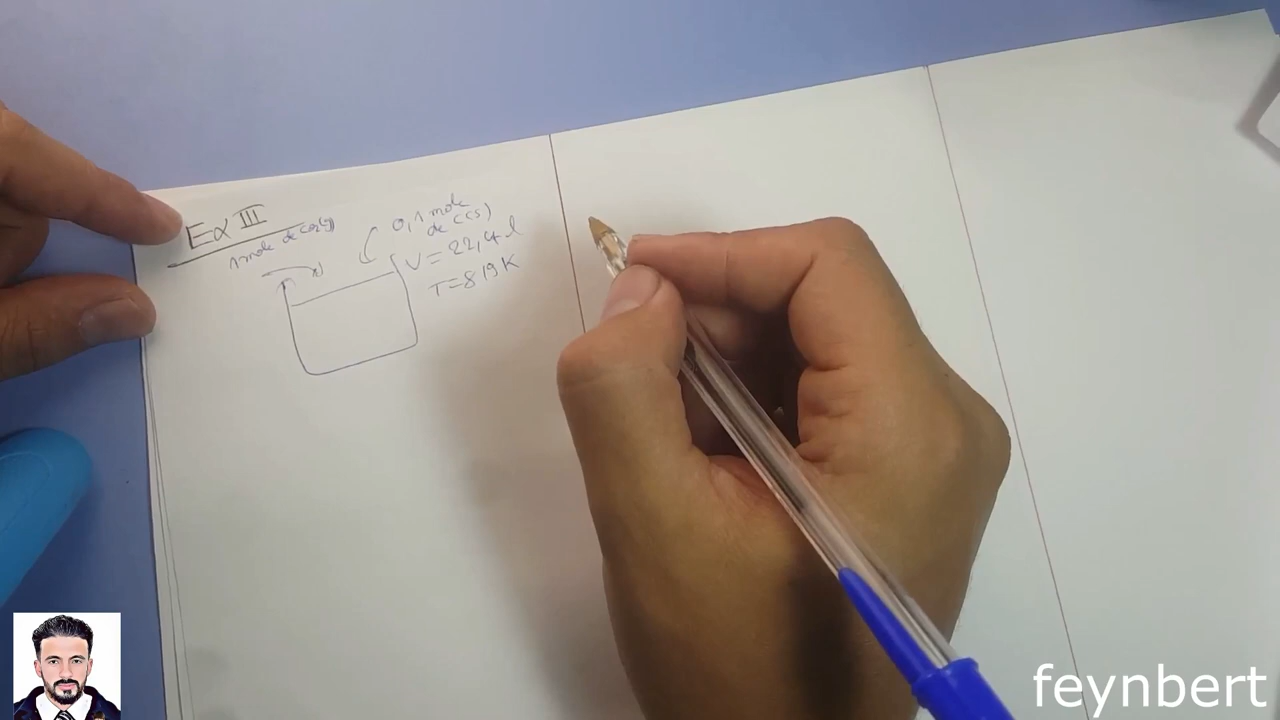 Ex III
1 mole de CO2(g)
0,1 mole
de C(s)
V = 22,4 l
T = 819 K
feynbert